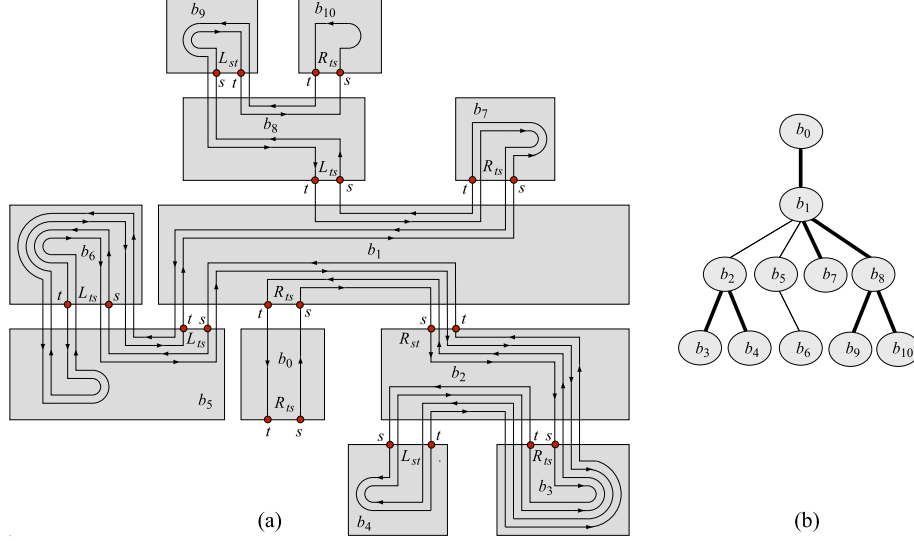 b9
b10
Lst
Rts
s t
t s
b8
b7
Lts
Rts
t s
t s
b0
b1
b6
b1
t Lts s
Rts
t s
t s
Lts
s t
Rst
b2
b5
b7
b8
b0
b2
b5
Rts
t s
b3
b4
b6
b9
b10
s t
Lst
t s
Rts
b3
b4
(a)
(b)